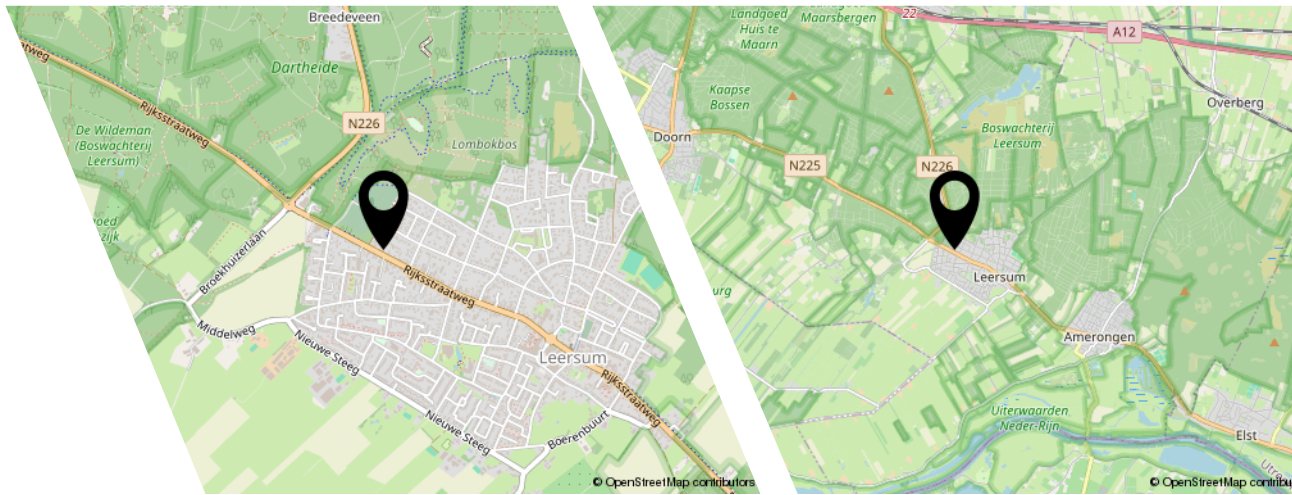 Breedeveen
Dartheide
Rijksstraatweg
N226
De Wildeman
(Boswachterij
Leersum)
Lombokbos
Broekhuizerlaan
Rijksstraatweg
Middelweg
Nieuwe Steeg
Leersum
Rijksstraatweg
Nieuwe Steeg
Boerenbuurt
© OpenStreetMap contributors
Landgoed
Huis te
Maarn
Maarsbergen
22
A12
Kaapse
Bossen
Overberg
Doorn
Boswachterij
Leersum
N225
N226
Leersum
Amerongen
Uiterwaarden
Neder-Rijn
Elst
© OpenStreetMap contribu